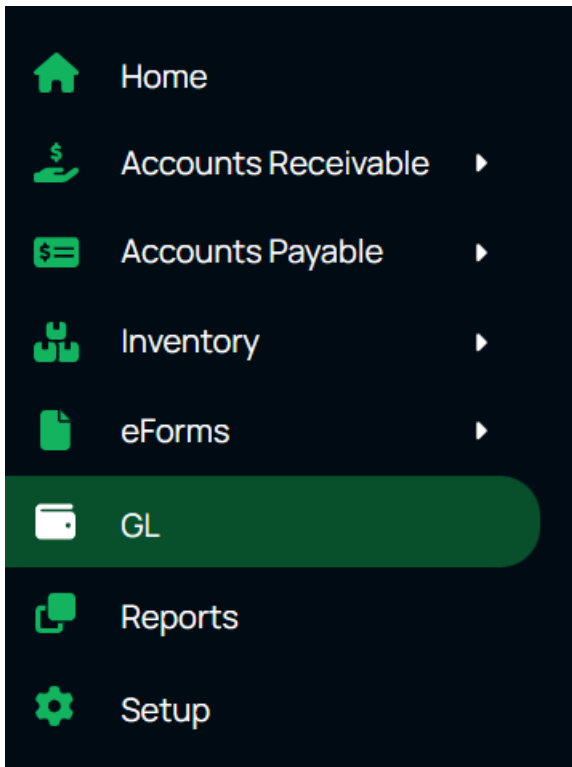 Home
Accounts Receivable
Accounts Payable
Inventory
eForms
GL
Reports
Setup